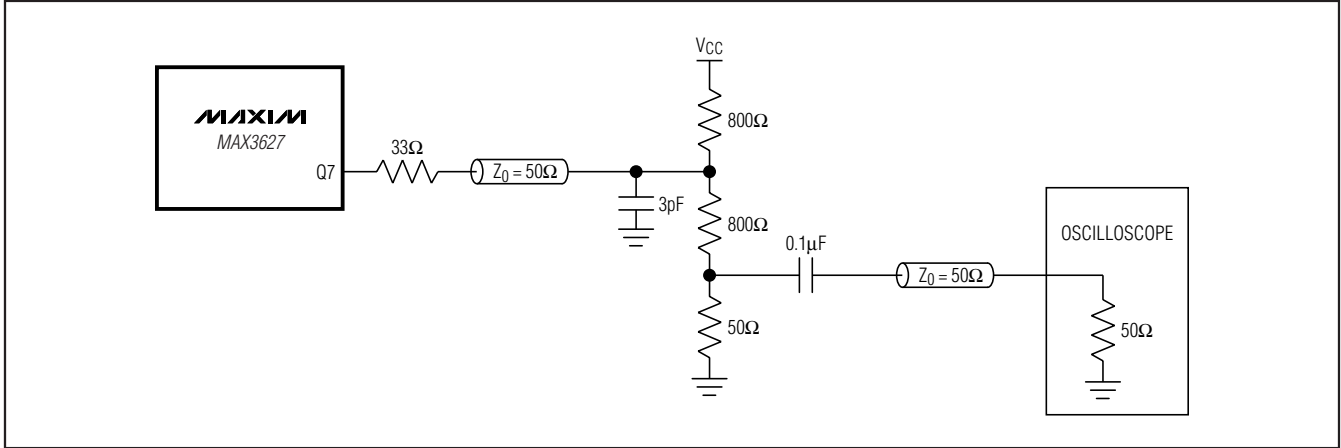 VCC
800Ω
MAXIM
MAX3627
33Ω
Q7
Z0 = 50Ω
3pF
800Ω
OSCILLOSCOPE
0.1μF
Z0 = 50Ω
50Ω
50Ω